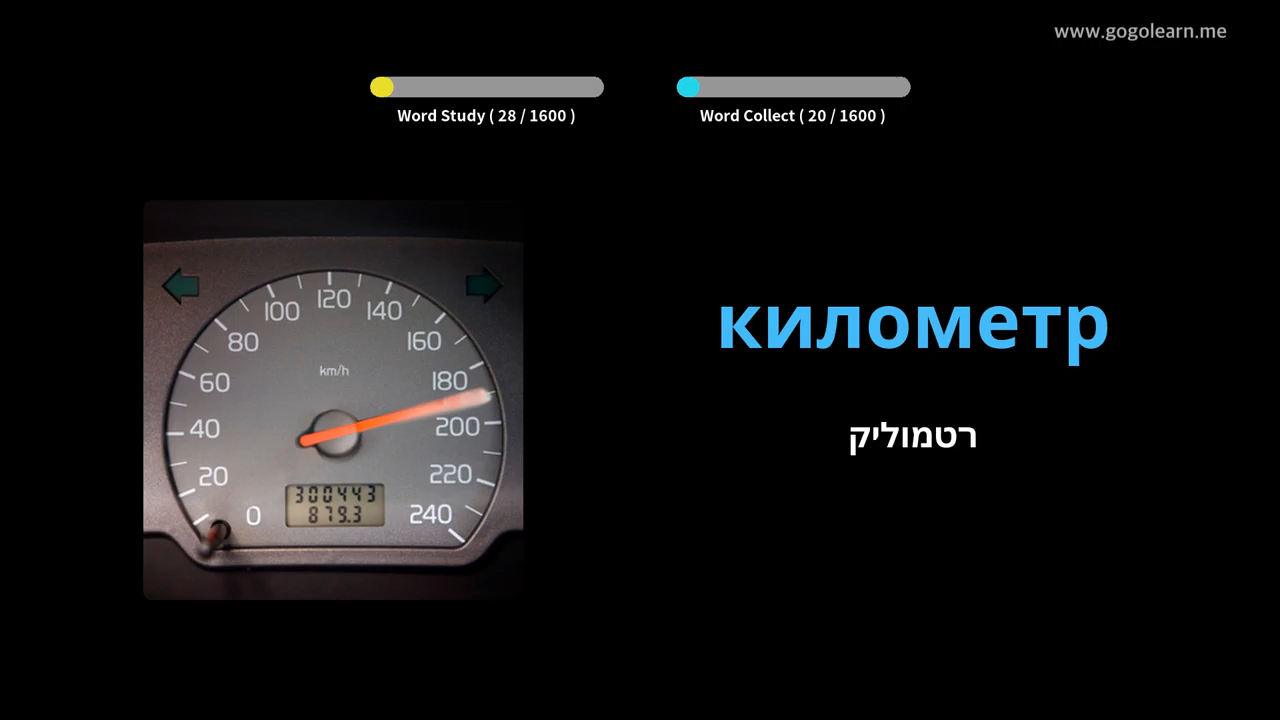 www.gogolearn.me
Word Study ( 28 / 1600 )
Word Collect ( 20 / 1600 )
километр
רטמוליק
0
20
40
60
80
100
120
140
160
180
200
220
240
km/h
300443
879.3